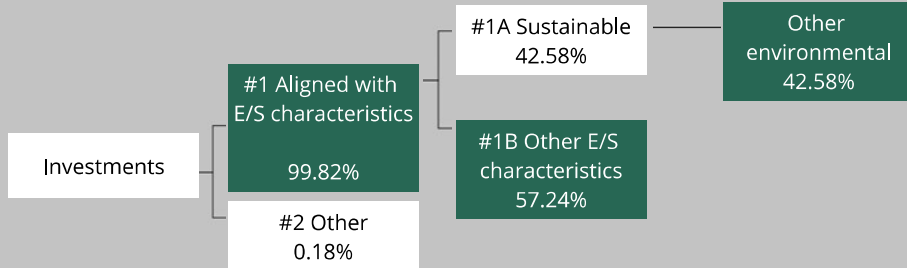 Investments
#1 Aligned with
E/S characteristics
99.82%
#2 Other
0.18%
#1A Sustainable
42.58%
#1B Other E/S
characteristics
57.24%
Other
environmental
42.58%